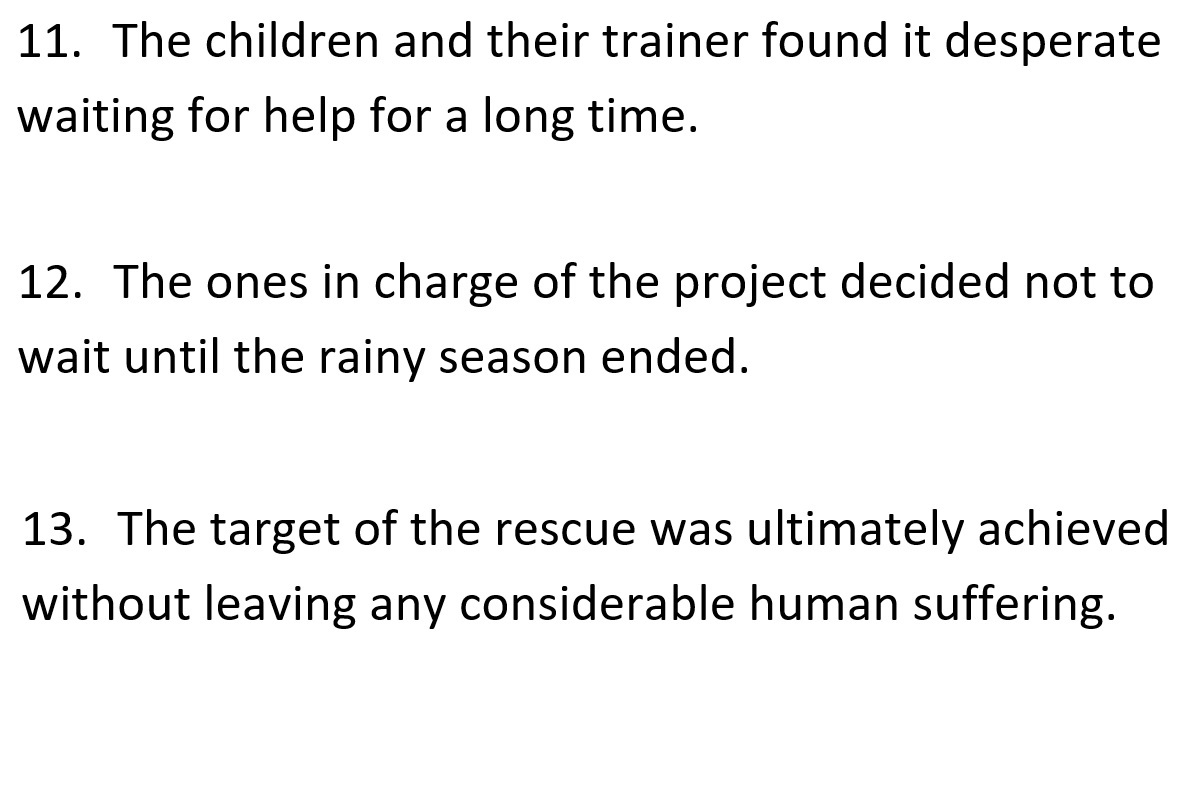 11. The children and their trainer found it desperate
waiting for help for a long time.
12. The ones in charge of the project decided not to
wait until the rainy season ended.
13. The target of the rescue was ultimately achieved
without leaving any considerable human suffering.